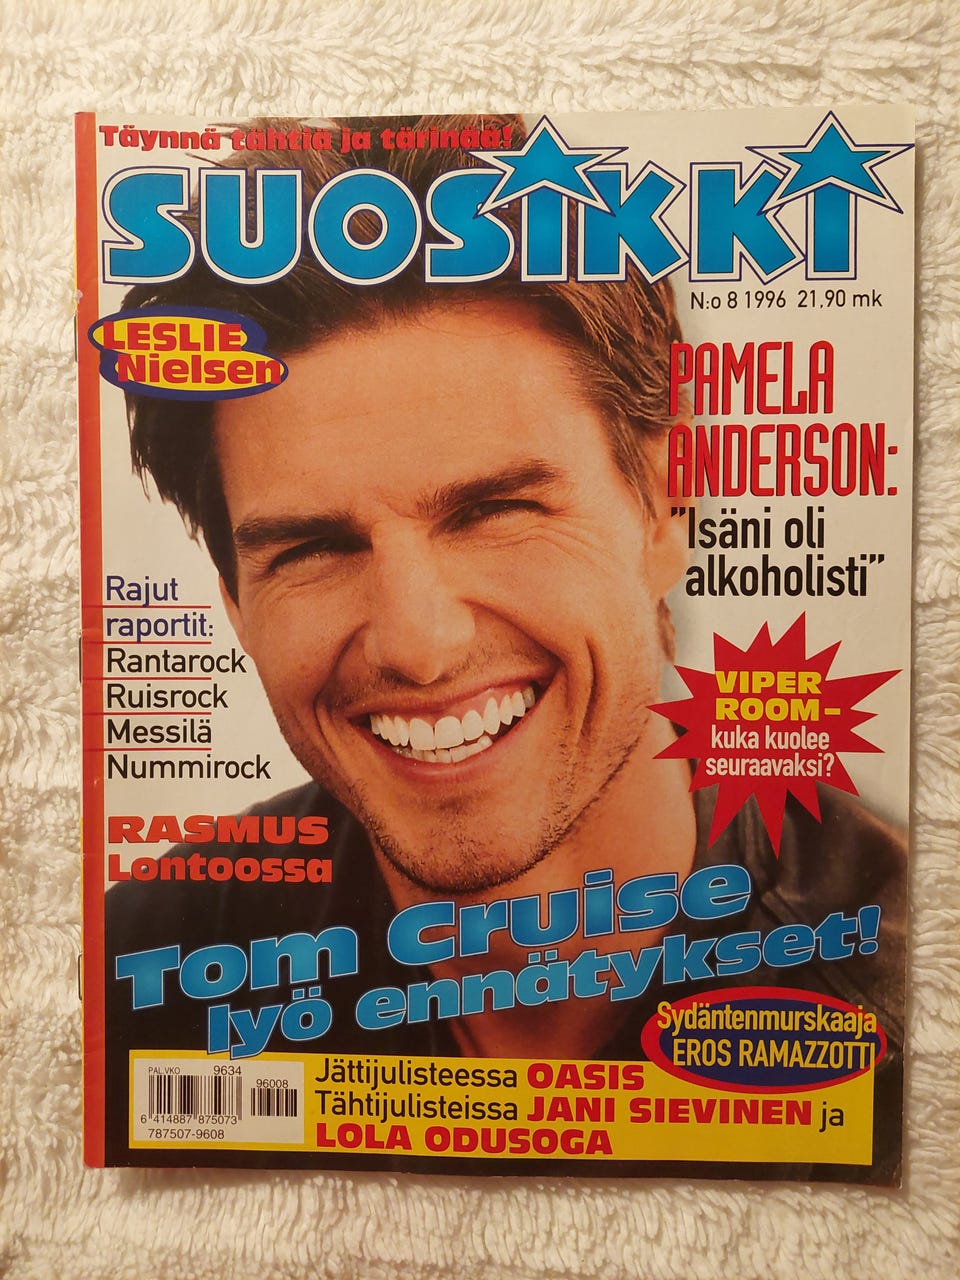 Täynnä tähtiä ja tärinää!
SUOSIKKI
N:o 8 1996 21,90 mk
LESLIE
Nielsen
PAMELA
ANDERSON:
"Isäni oli
alkoholisti"
Rajut
raportit:
Rantarock
Ruisrock
Messilä
Nummirock
VIPER
ROOM–
kuka kuolee
seuraavaksi?
RASMUS
Lontoossa
Tom Cruise
lyö ennätykset!
Sydäntenmurskaaja
EROS RAMAZZOTTI
PAL.VKO 9634
96008
6 414887 875073
787507-9608
Jättijulisteessa OASIS
Tähtijulisteissa JANI SIEVINEN ja
LOLA ODUSOGA